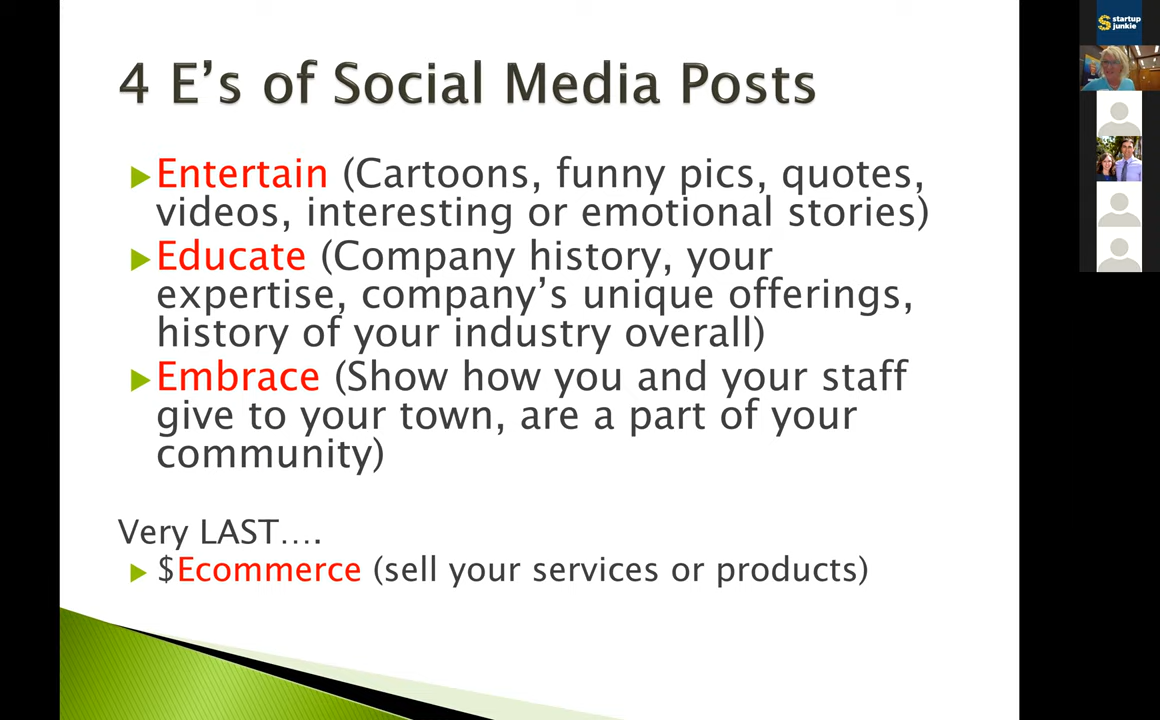 4 E’s of Social Media Posts
Entertain (Cartoons, funny pics, quotes,
videos, interesting or emotional stories)
Educate (Company history, your
expertise, company’s unique offerings,
history of your industry overall)
Embrace (Show how you and your staff
give to your town, are a part of your
community)
Very LAST….
$Ecommerce (sell your services or products)
startup
junkie